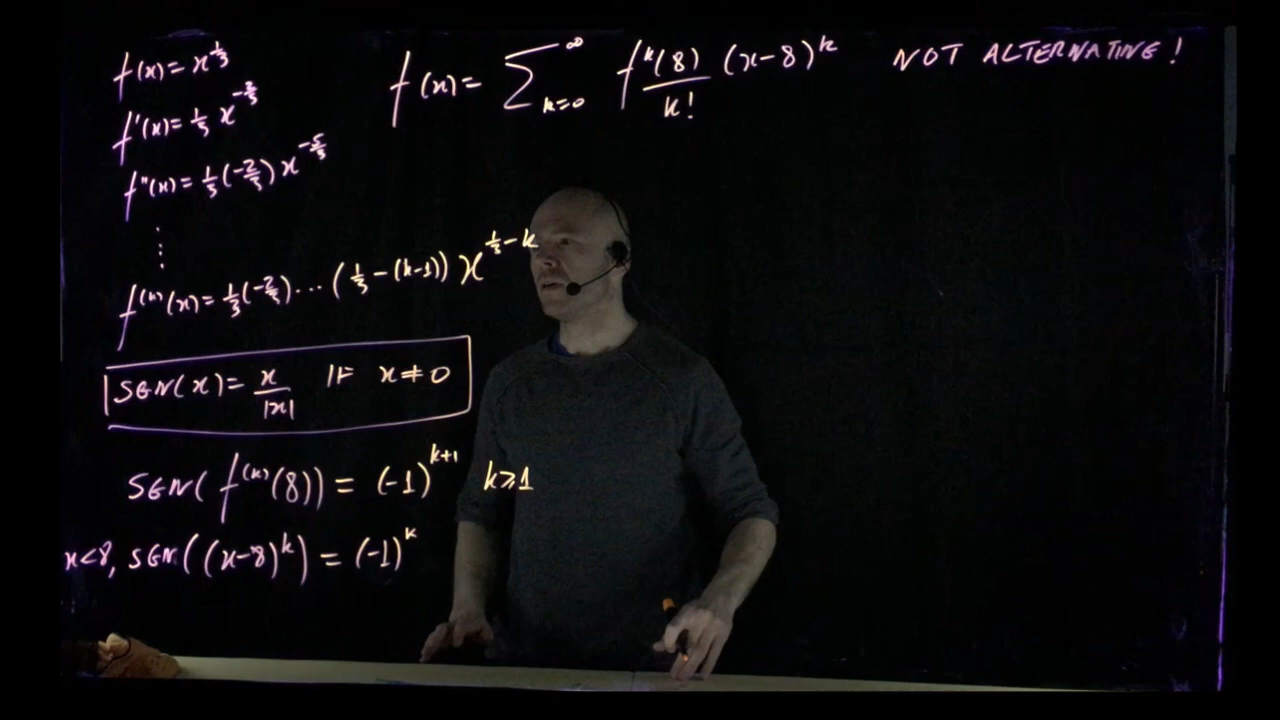 f(x) = x^{1/3}
f'(x) = 1/3 x^{-2/3}
f''(x) = 1/3 (-2/3) x^{-5/3}
⋮
f^{(k)}(x) = 1/3 (-2/3) ... (1/3 - (k-1)) x^{1/3 - k}
SGN(x) = x/|x| IF x ≠ 0
SGN(f^{(k)}(8)) = (-1)^{k+1} k ≥ 1
x<8, SGN((x-8)^k) = (-1)^k
f(x) = ∑_{k=0}^{∞} f^k(8)/k! (x-8)^k NOT ALTERNATING!